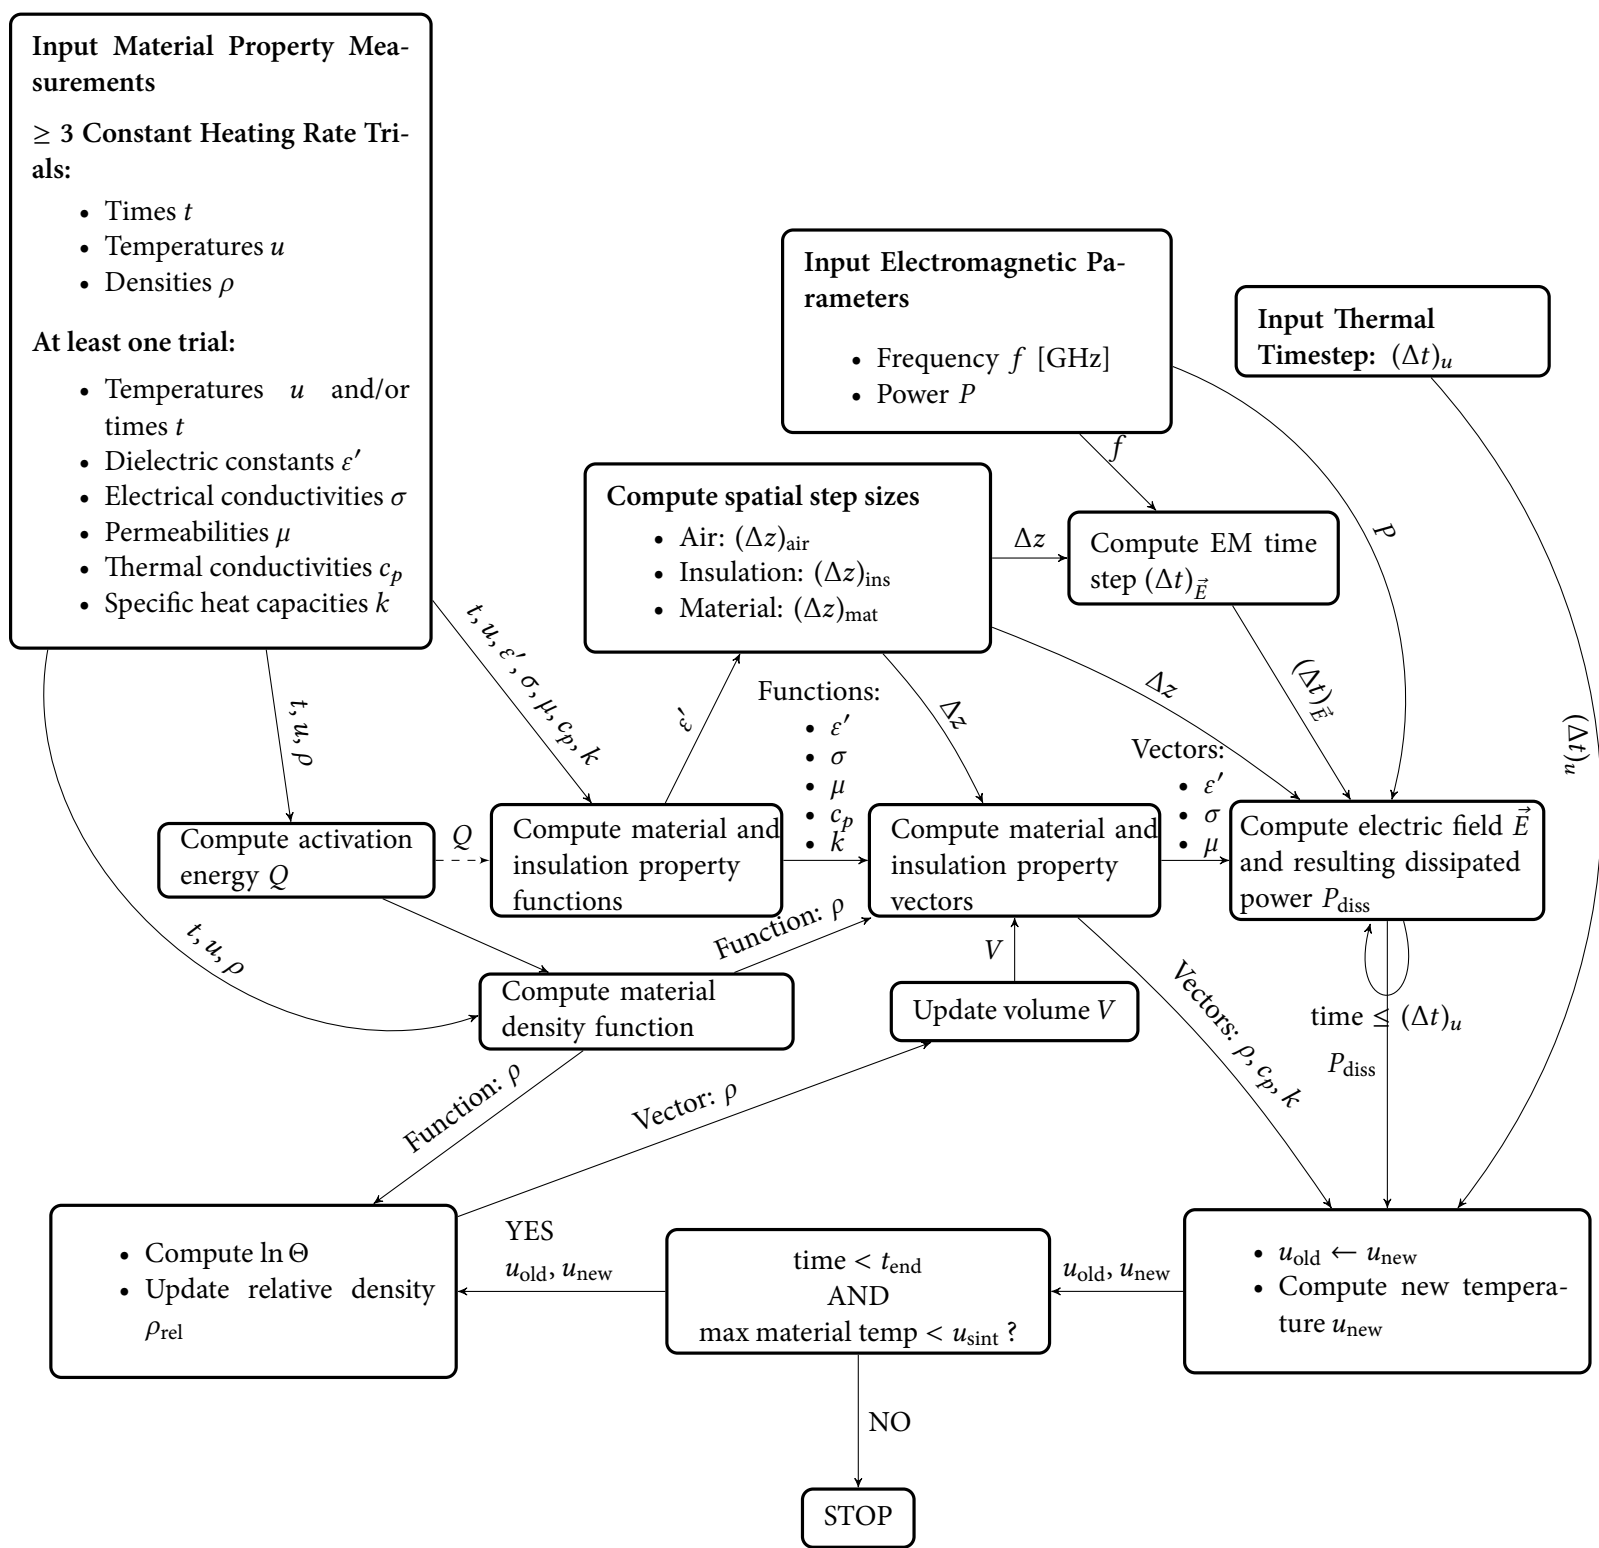 Input Material Property Mea-
surements
≥ 3 Constant Heating Rate Tri-
als:
• Times t
• Temperatures u
• Densities ρ
At least one trial:
• Temperatures u and/or
times t
• Dielectric constants ε′
• Electrical conductivities σ
• Permeabilities μ
• Thermal conductivities c_p
• Specific heat capacities k
Input Electromagnetic Pa-
rameters
• Frequency f [GHz]
• Power P
Input Thermal
Timestep: (Δt)_u
f
P
(Δt)_u
Compute spatial step sizes
• Air: (Δz)_air
• Insulation: (Δz)_ins
• Material: (Δz)_mat
Δz
Compute EM time
step (Δt)_E⃗
t, u, ρ
t, u, ε′, σ, μ, c_p, k
ε′
Functions:
• ε′
• σ
• μ
• c_p
• k
Δz
Δz
(Δt)_E⃗
Vectors:
• ε′
• σ
• μ
Compute activation
energy Q
Q
Compute material and
insulation property
functions
Compute material and
insulation property
vectors
Compute electric field E⃗
and resulting dissipated
power P_diss
t, u, ρ
Function: ρ
V
Compute material
density function
Update volume V
Vectors: ρ, c_p, k
time ≤ (Δt)_u
P_diss
Function: ρ
Vector: ρ
• Compute ln Θ
• Update relative density
ρ_rel
YES
u_old, u_new
time < t_end
AND
max material temp < u_sint ?
u_old, u_new
• u_old ← u_new
• Compute new tempera-
ture u_new
NO
STOP